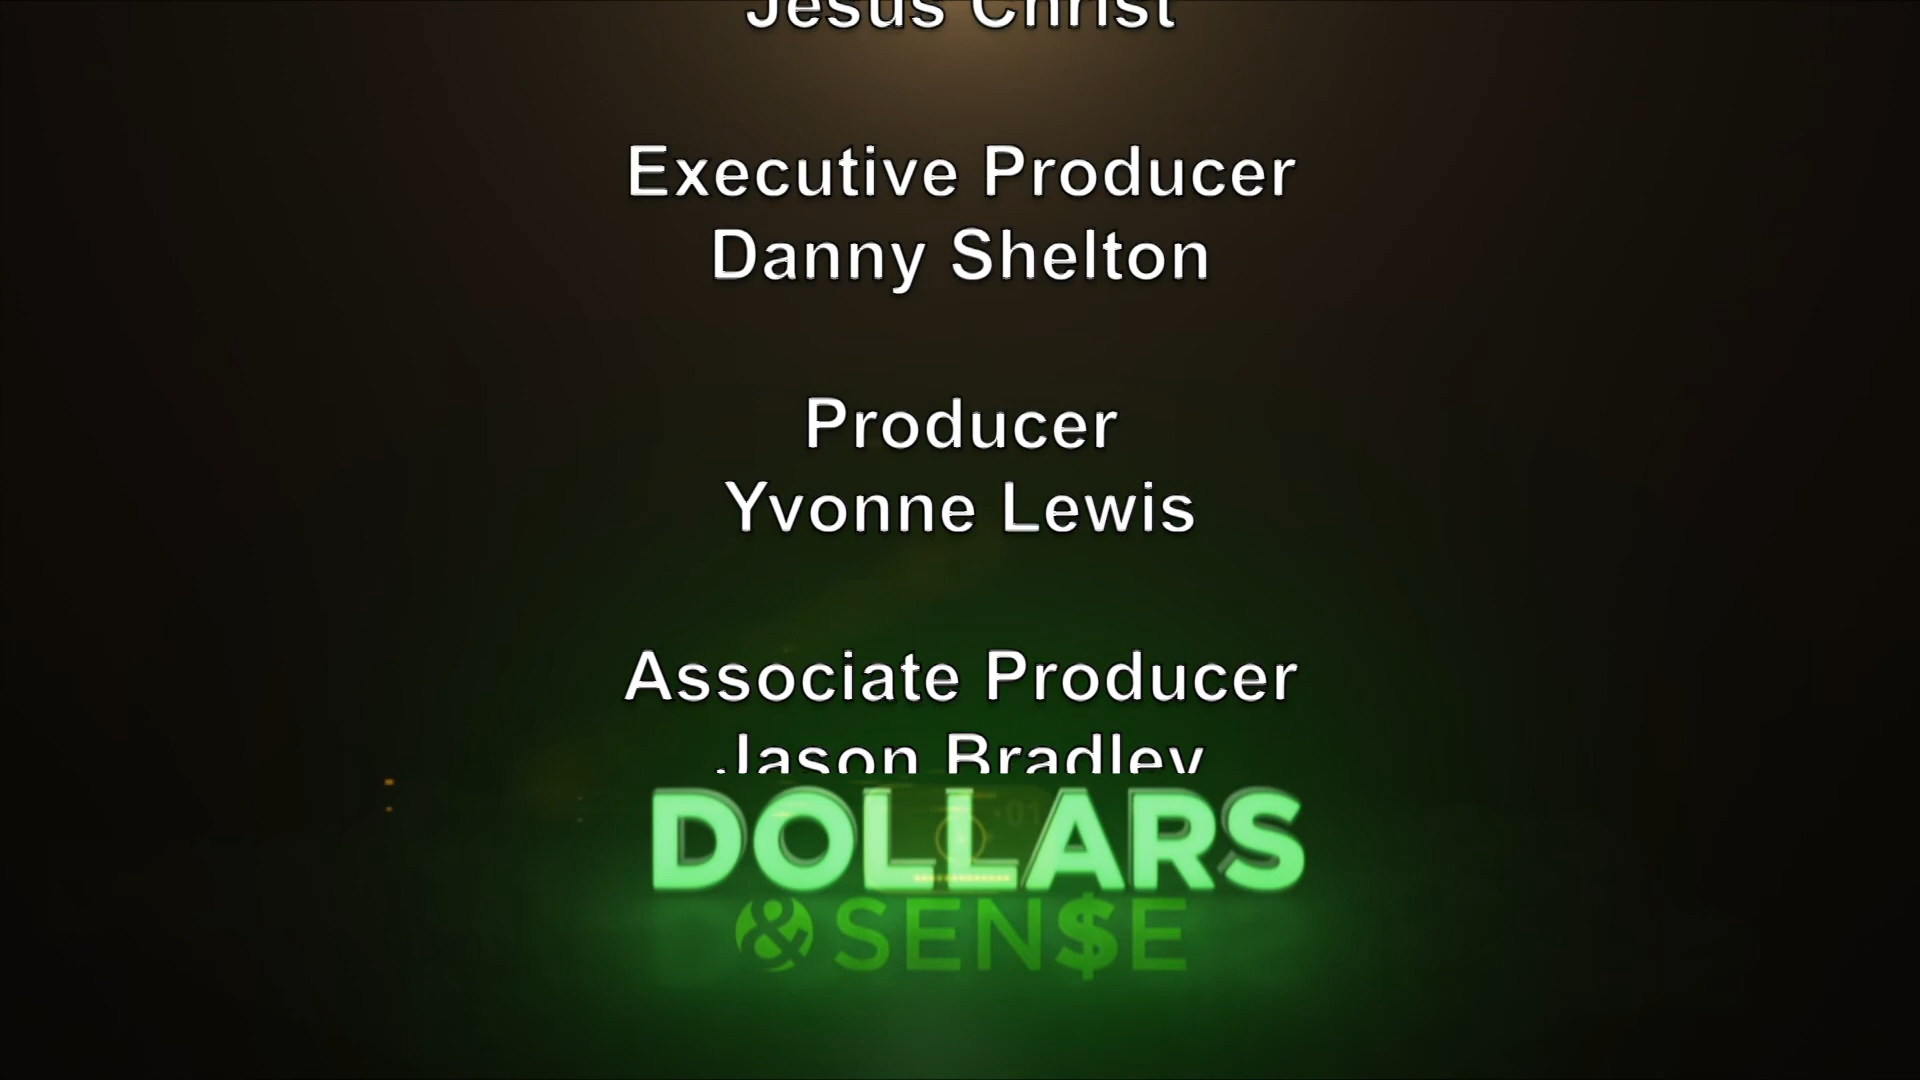 Jesus Christ
Executive Producer
Danny Shelton
Producer
Yvonne Lewis
Associate Producer
Jason Bradley
DOLLARS
& SEN$E